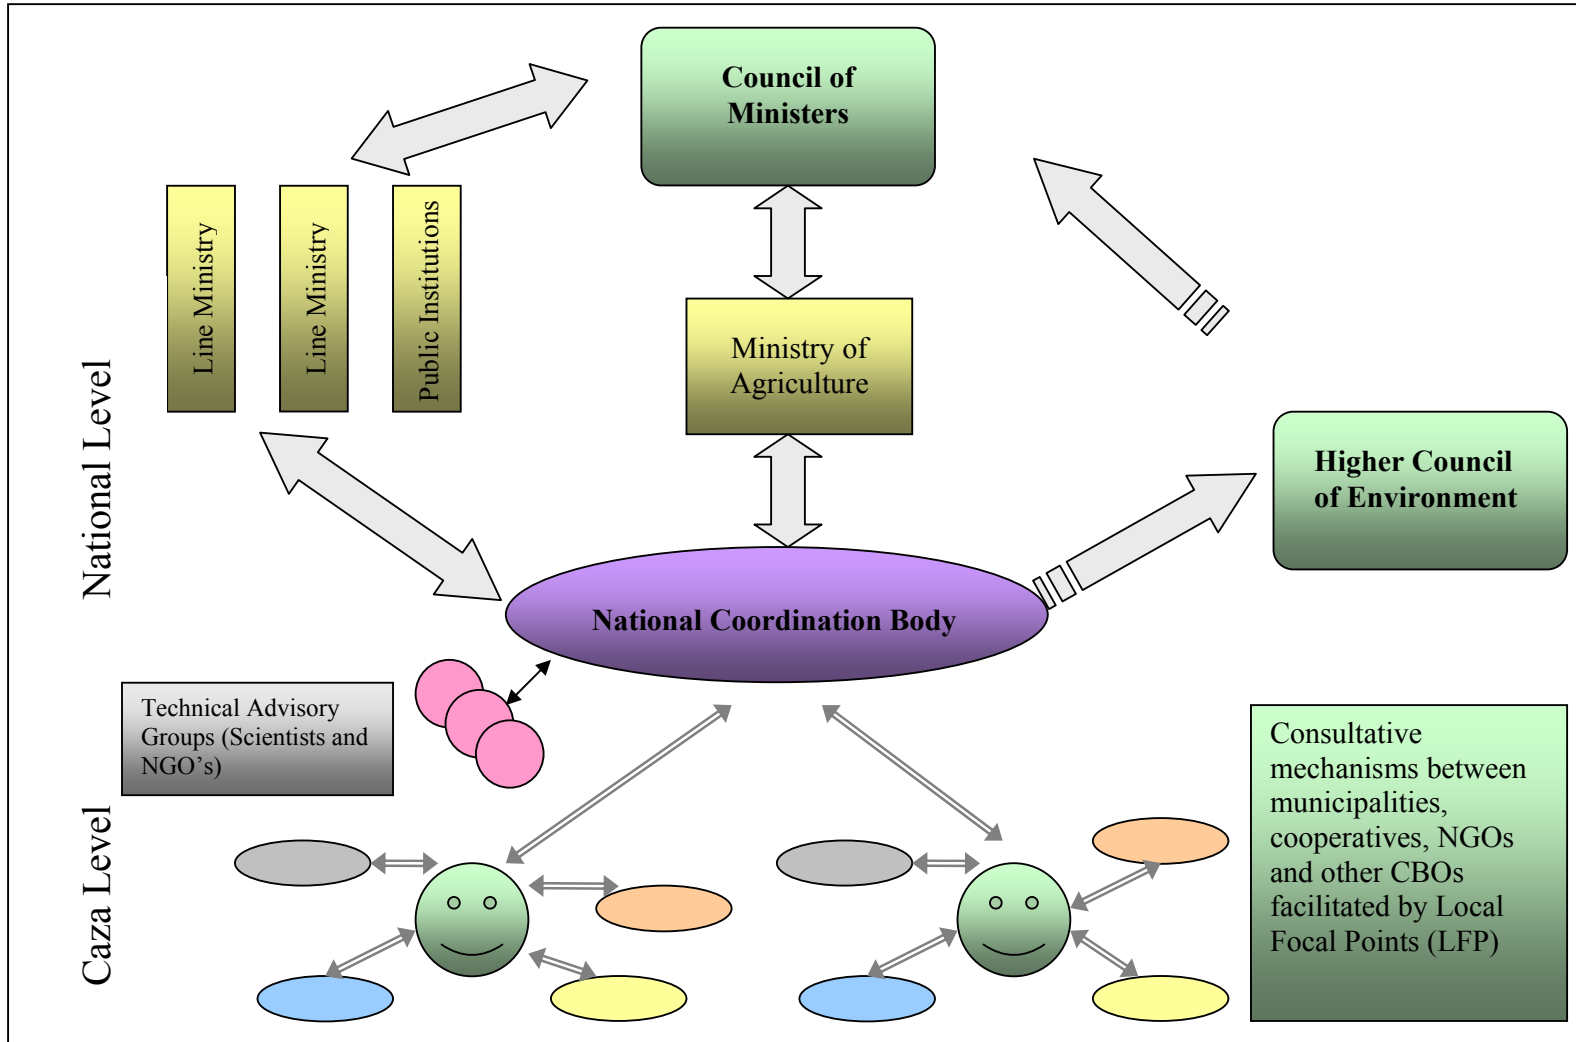 Council of
Ministers
Line Ministry
Line Ministry
Public Institutions
Ministry of
Agriculture
National Level
Higher Council
of Environment
National Coordination Body
Technical Advisory
Groups (Scientists and
NGO’s)
Consultative
mechanisms between
municipalities,
cooperatives, NGOs
and other CBOs
facilitated by Local
Focal Points (LFP)
Caza Level